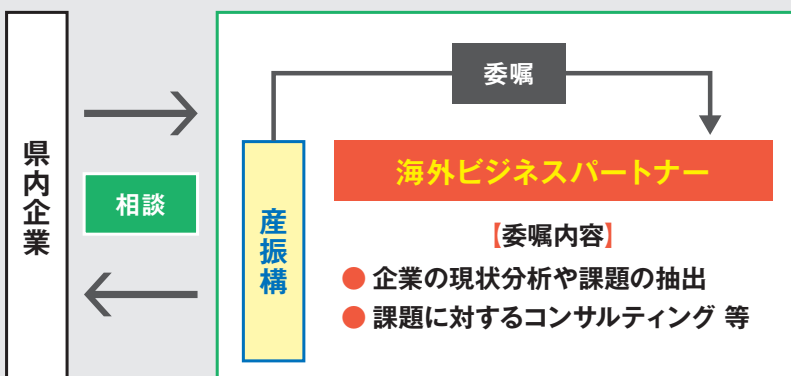 県内企業
相談
委嘱
産振構
海外ビジネスパートナー
【委嘱内容】
● 企業の現状分析や課題の抽出
● 課題に対するコンサルティング 等